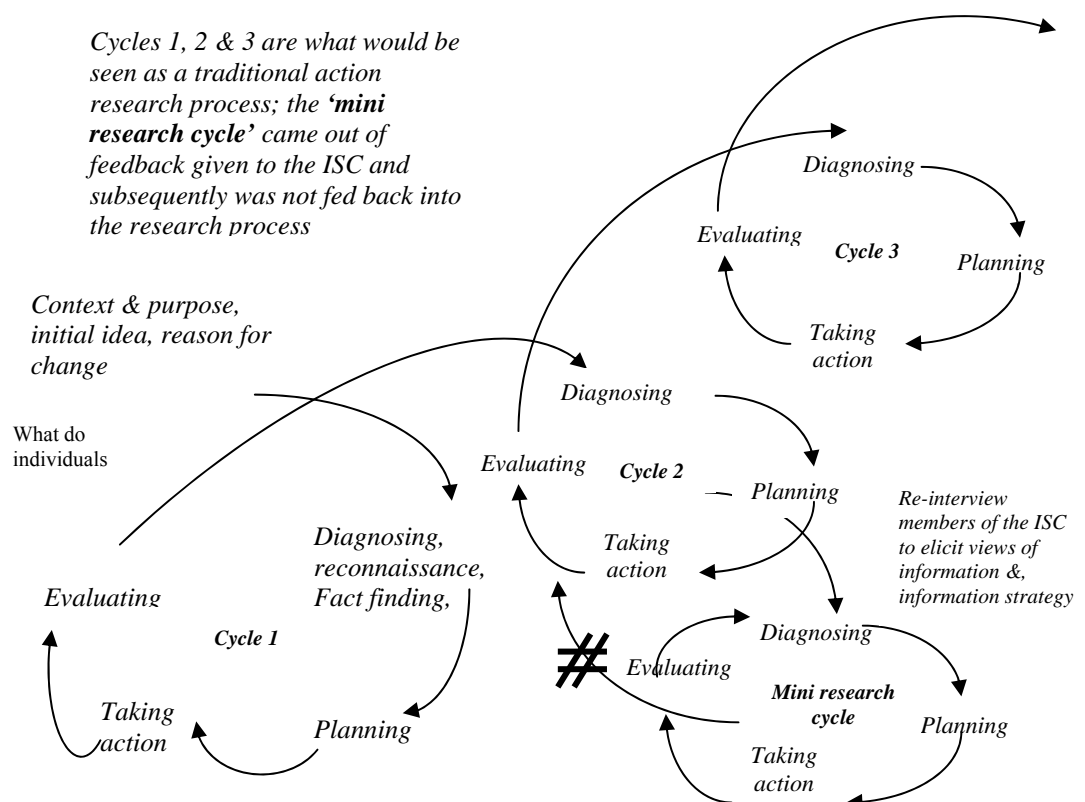 Cycles 1, 2 & 3 are what would be
seen as a traditional action
research process; the ‘mini
research cycle’ came out of
feedback given to the ISC and
subsequently was not fed back into
the research process
Diagnosing
Evaluating
Cycle 3
Planning
Taking
action
Context & purpose,
initial idea, reason for
change
What do
individuals
Diagnosing
Evaluating
Cycle 2
Planning
Taking
action
Re-interview
members of the ISC
to elicit views of
information &,
information strategy
Diagnosing,
reconnaissance,
Fact finding,
Evaluating
Cycle 1
Taking
action
Planning
Diagnosing
Evaluating
Mini research
cycle
Planning
Taking
action